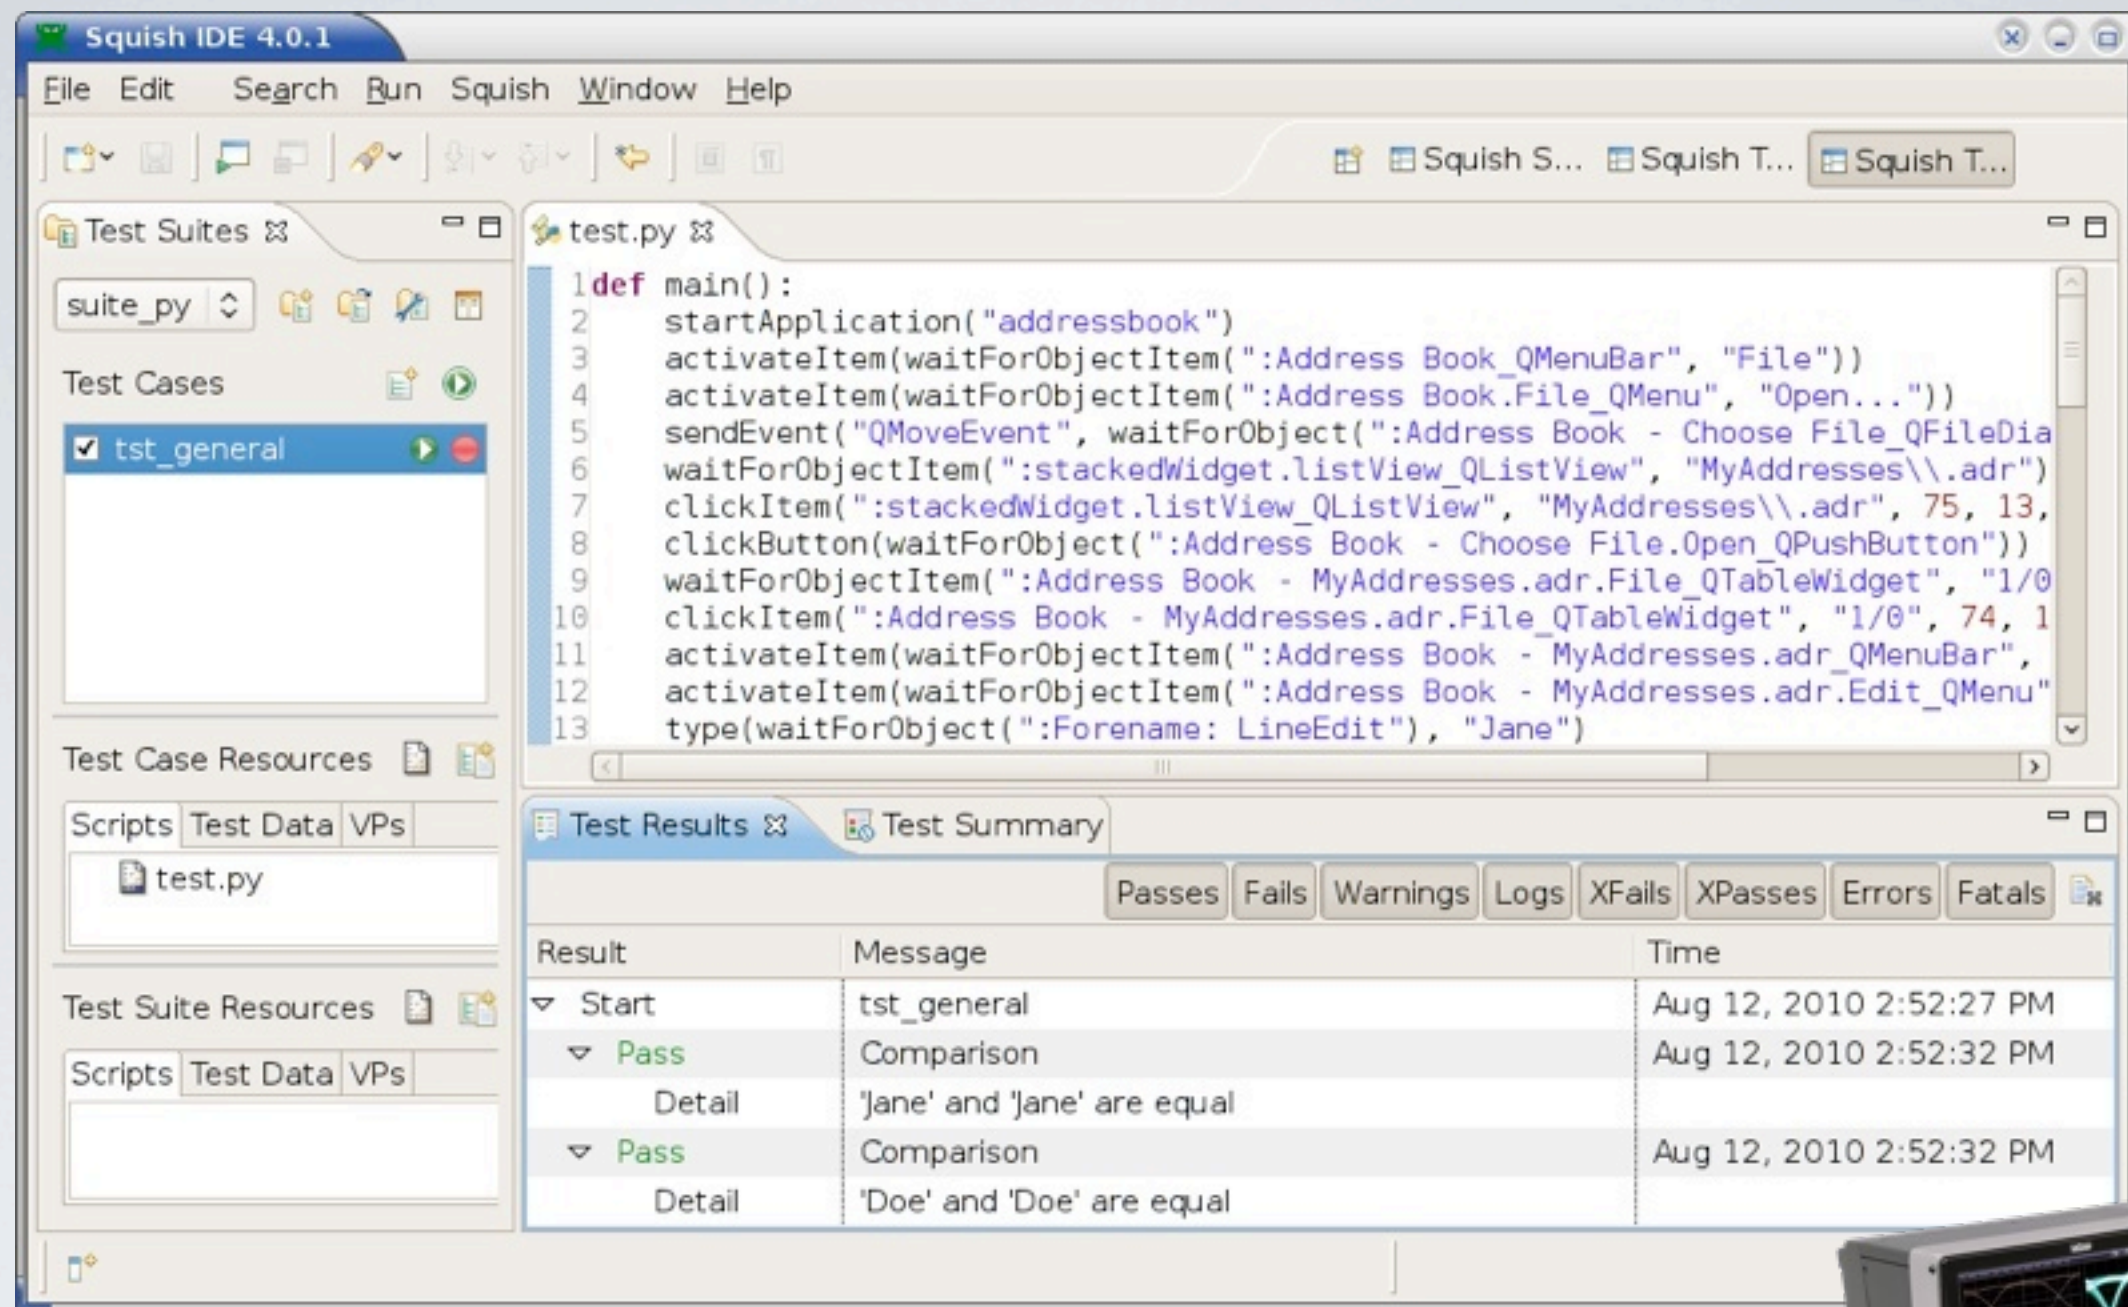 Squish IDE 4.0.1
File Edit Search Run Squish Window Help
Squish S... Squish T... Squish T...
Test Suites
suite_py
Test Cases
tst_general
Test Case Resources
Scripts Test Data VPs
test.py
Test Suite Resources
Scripts Test Data VPs
test.py
1 def main():
2 startApplication("addressbook")
3 activateItem(waitForObjectItem(":Address Book_QMenuBar", "File"))
4 activateItem(waitForObjectItem(":Address Book.File_QMenu", "Open..."))
5 sendEvent("QMoveEvent", waitForObject(":Address Book - Choose File_QFileDia
6 waitForObjectItem(":stackedWidget.listView_QListView", "MyAddresses\\.adr")
7 clickItem(":stackedWidget.listView_QListView", "MyAddresses\\.adr", 75, 13,
8 clickButton(waitForObject(":Address Book - Choose File.Open_QPushButton"))
9 waitForObjectItem(":Address Book - MyAddresses.adr.File_QTableWidget", "1/0
10 clickItem(":Address Book - MyAddresses.adr.File_QTableWidget", "1/0", 74, 1
11 activateItem(waitForObjectItem(":Address Book - MyAddresses.adr_QMenuBar",
12 activateItem(waitForObjectItem(":Address Book - MyAddresses.adr.Edit_QMenu"
13 type(waitForObject(":Forename: LineEdit"), "Jane")
Test Results Test Summary
Passes Fails Warnings Logs XFails XPasses Errors Fatals
Result Message Time
Start tst_general Aug 12, 2010 2:52:27 PM
Pass Comparison Aug 12, 2010 2:52:32 PM
Detail 'Jane' and 'Jane' are equal
Pass Comparison Aug 12, 2010 2:52:32 PM
Detail 'Doe' and 'Doe' are equal